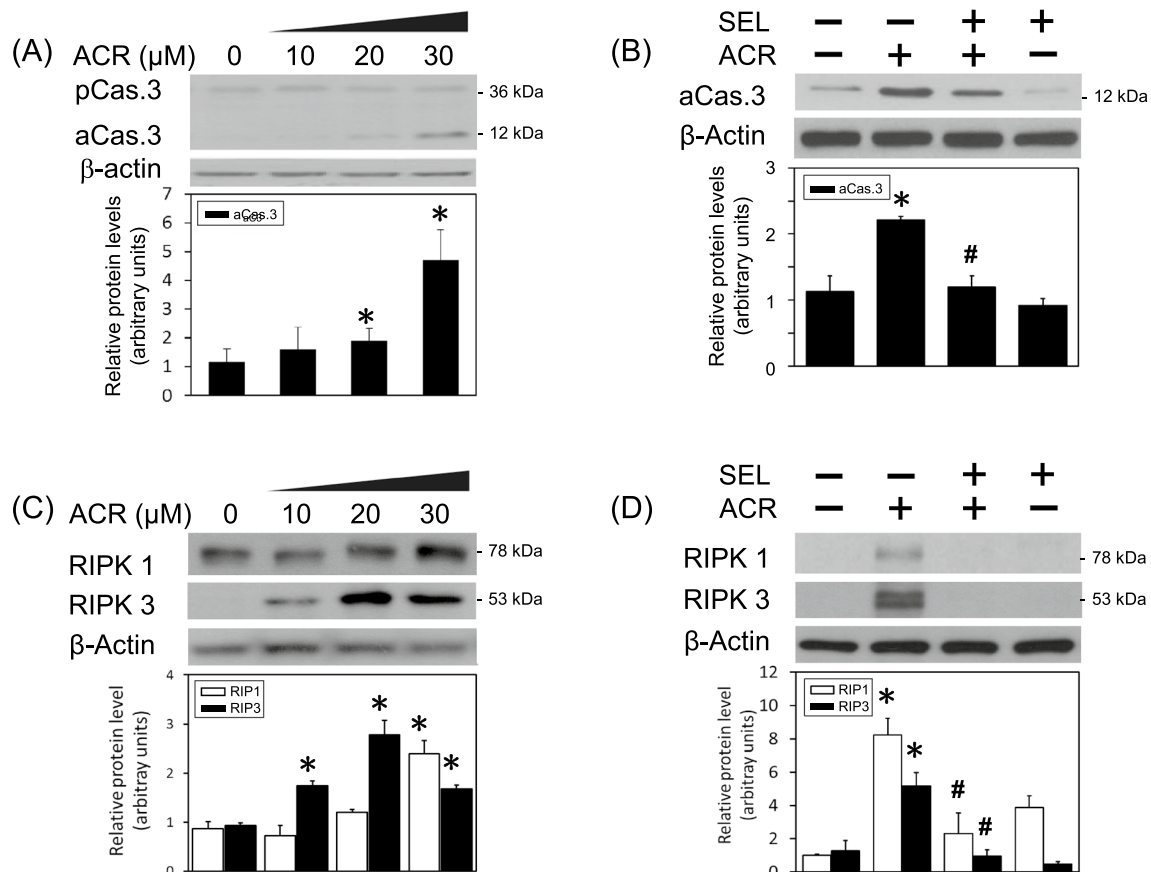 (A)
ACR (µM) 0 10 20 30
pCas.3
- 36 kDa
aCas.3
- 12 kDa
β-actin
Relative protein levels
(arbitrary units)
7
6
5
4
3
2
1
0
aCas.3
*
*
(B)
SEL − − + +
ACR − + + −
aCas.3
- 12 kDa
β-Actin
Relative protein levels
(arbitrary units)
3
2
1
0
aCas.3
*
#
(C)
ACR (µM) 0 10 20 30
RIPK 1
- 78 kDa
RIPK 3
- 53 kDa
β-Actin
Relative protein level
(arbitray units)
4
3
2
1
0
RIP1
RIP3
*
*
*
*
(D)
SEL − − + +
ACR − + + −
RIPK 1
- 78 kDa
RIPK 3
- 53 kDa
β-Actin
Relative protein level
(arbitray units)
12
10
8
6
4
2
0
RIP1
RIP3
*
*
#
#